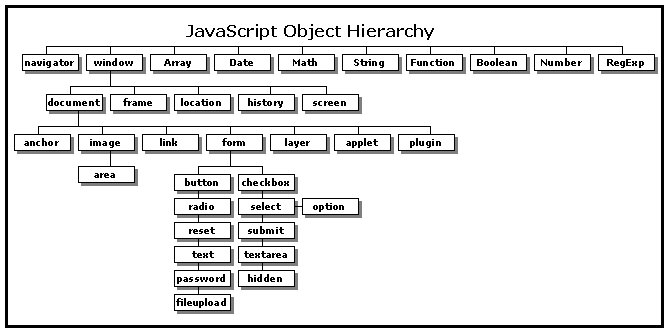 JavaScript Object Hierarchy
navigator window Array Date Math String Function Boolean Number RegExp
document frame location history screen
anchor image link form layer applet plugin
area button checkbox
radio select option
reset submit
text textarea
password hidden
fileupload